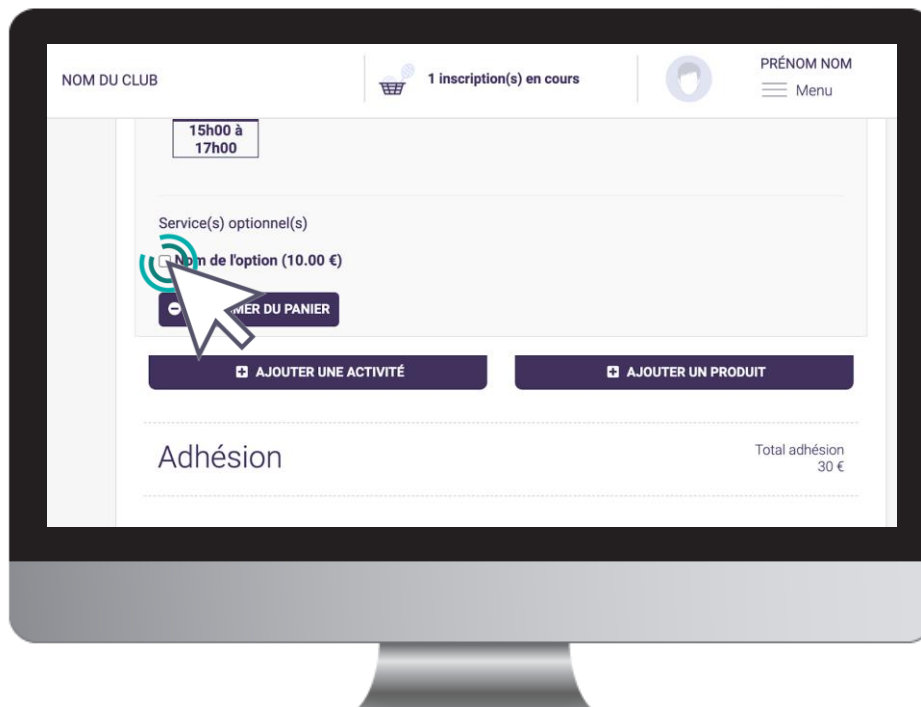 NOM DU CLUB
1 inscription(s) en cours
PRÉNOM NOM
Menu
15h00 à
17h00
Service(s) optionnel(s)
de l'option (10.00 €)
DU PANIER
AJOUTER UNE ACTIVITÉ
AJOUTER UN PRODUIT
Adhésion
Total adhésion
30 €